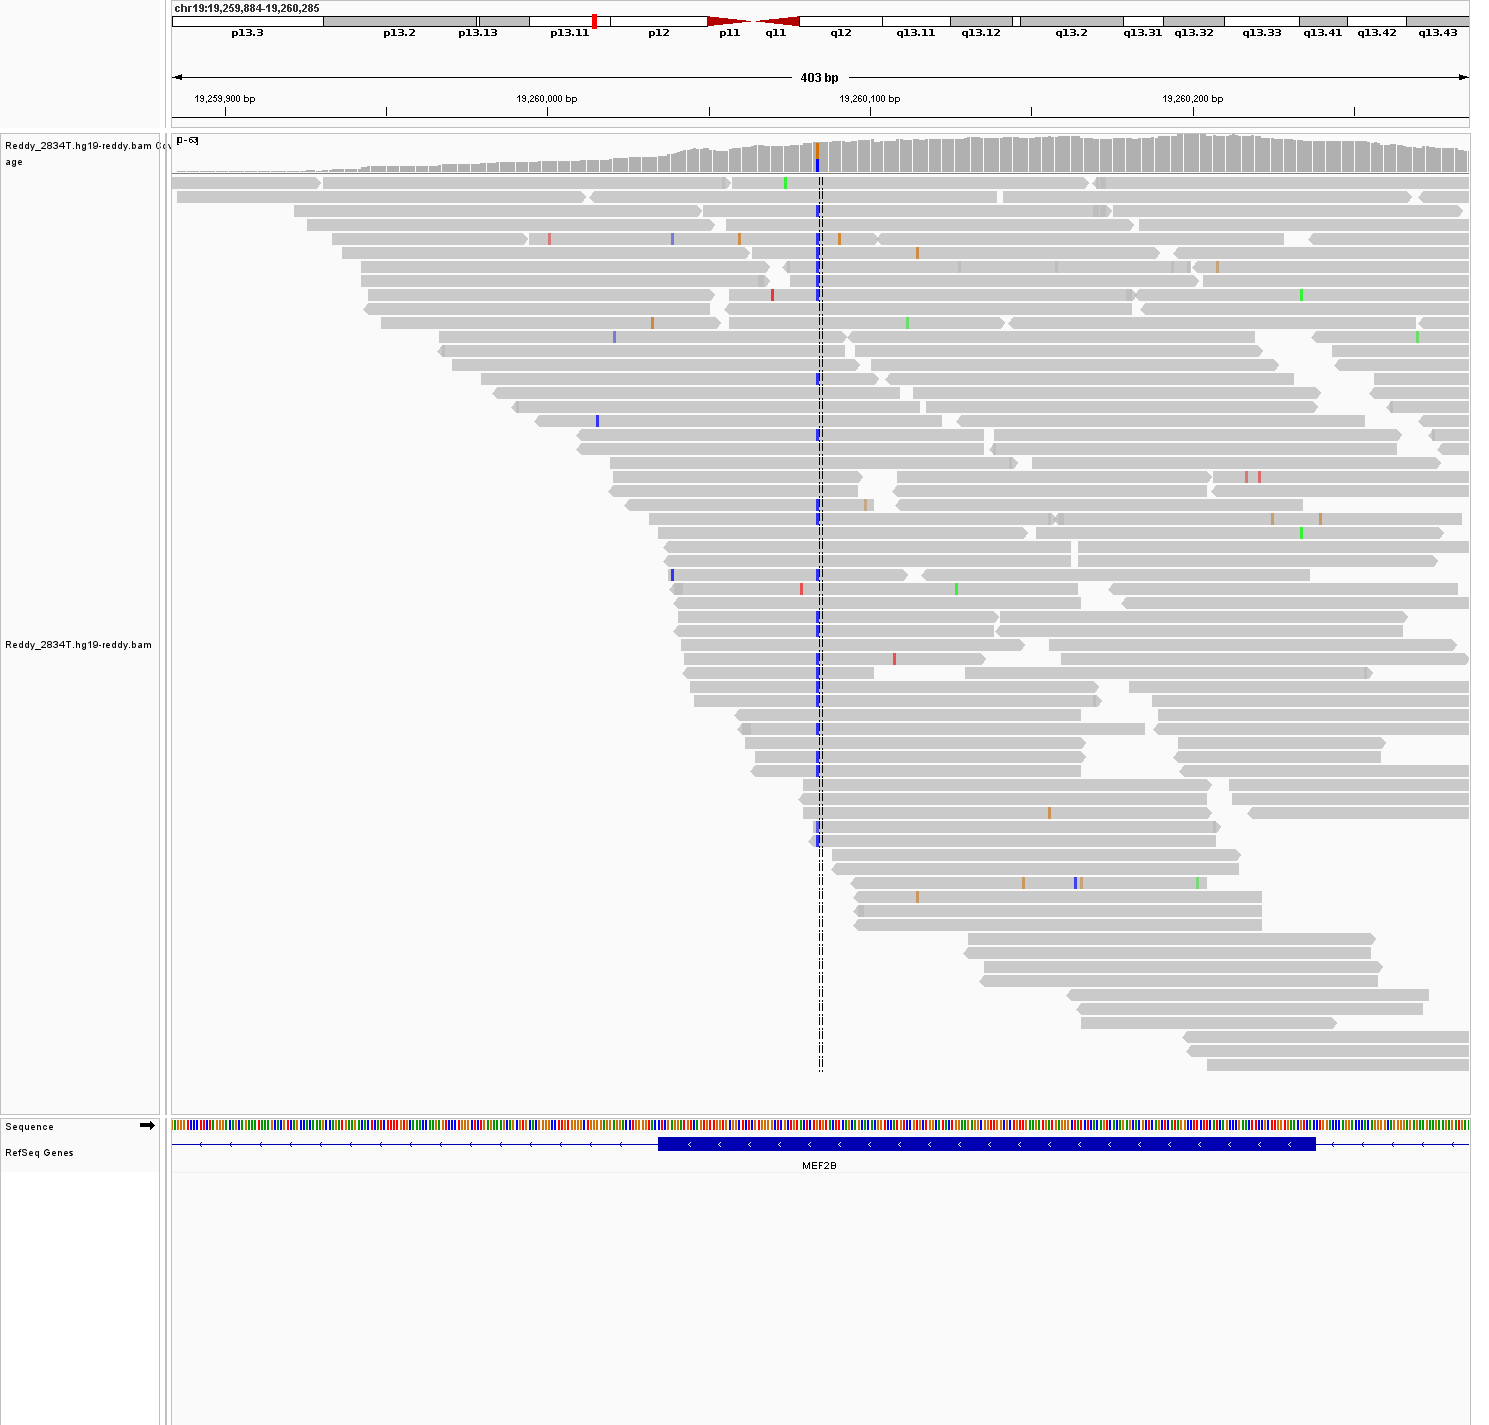 chr19:19,259,884-19,260,285
p13.3 p13.2 p13.13 p13.11 p12 p11 q11 q12 q13.11 q13.12 q13.2 q13.31 q13.32 q13.33 q13.41 q13.42 q13.43
403 bp
19,259,900 bp 19,260,000 bp 19,260,100 bp 19,260,200 bp
[0-63]
Reddy_2834T.hg19-reddy.bam Cov
age
Reddy_2834T.hg19-reddy.bam
Sequence
RefSeq Genes
MEF2B